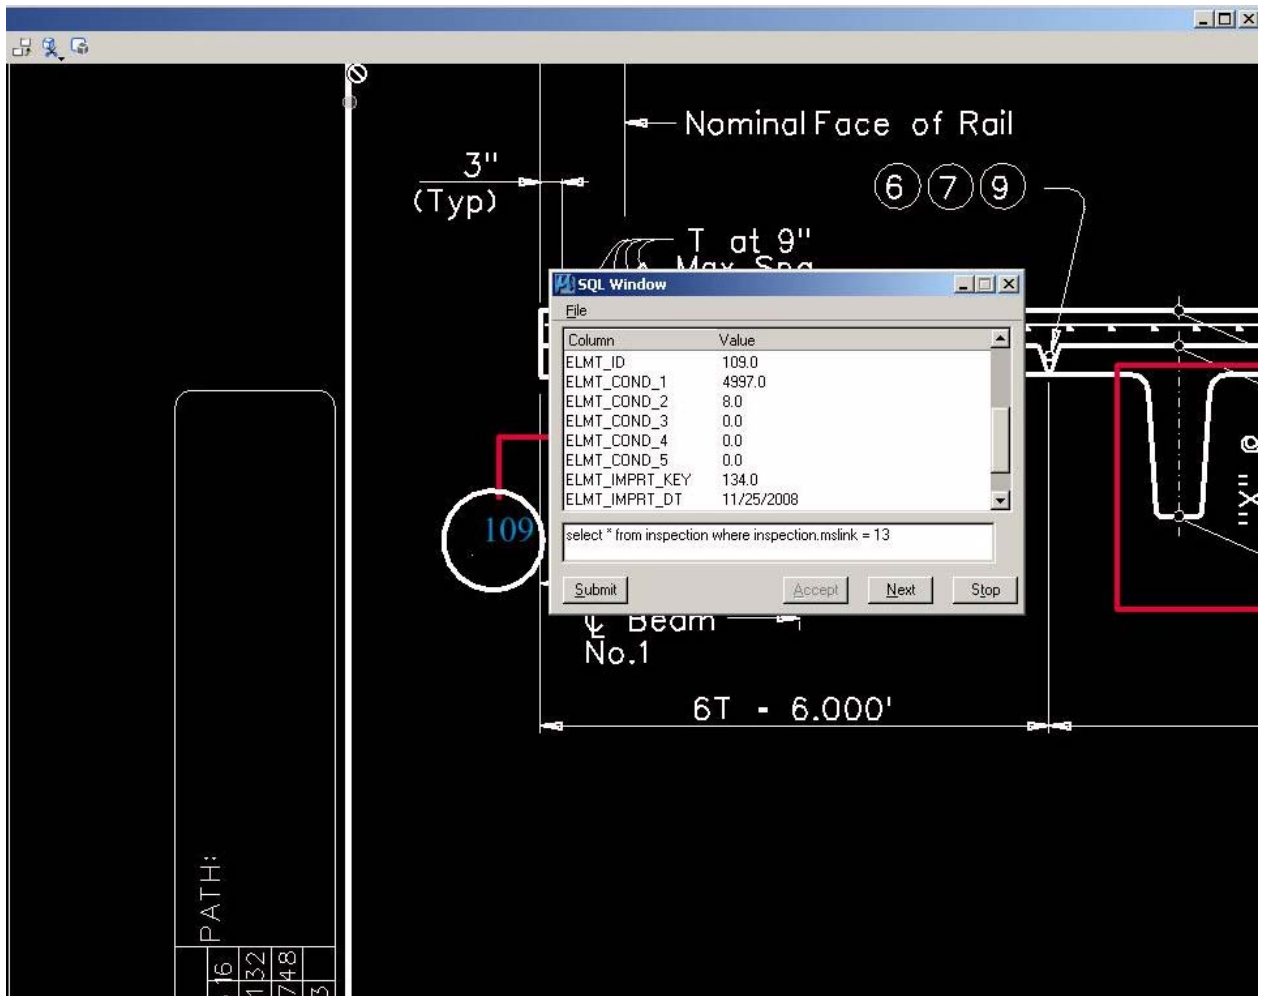 Nominal Face of Rail
3"
(Typ)
6 7 9
T at 9"
Max Spa
SQL Window
File
Column Value
ELMT_ID 109.0
ELMT_COND_1 4997.0
ELMT_COND_2 8.0
ELMT_COND_3 0.0
ELMT_COND_4 0.0
ELMT_COND_5 0.0
ELMT_IMPRT_KEY 134.0
ELMT_IMPRT_DT 11/25/2008
109
select * from inspection where inspection.mslink = 13
Submit Accept Next Stop
"X"
@
℄ Beam
No.1
6T - 6.000'
PATH:
16
132
748
3